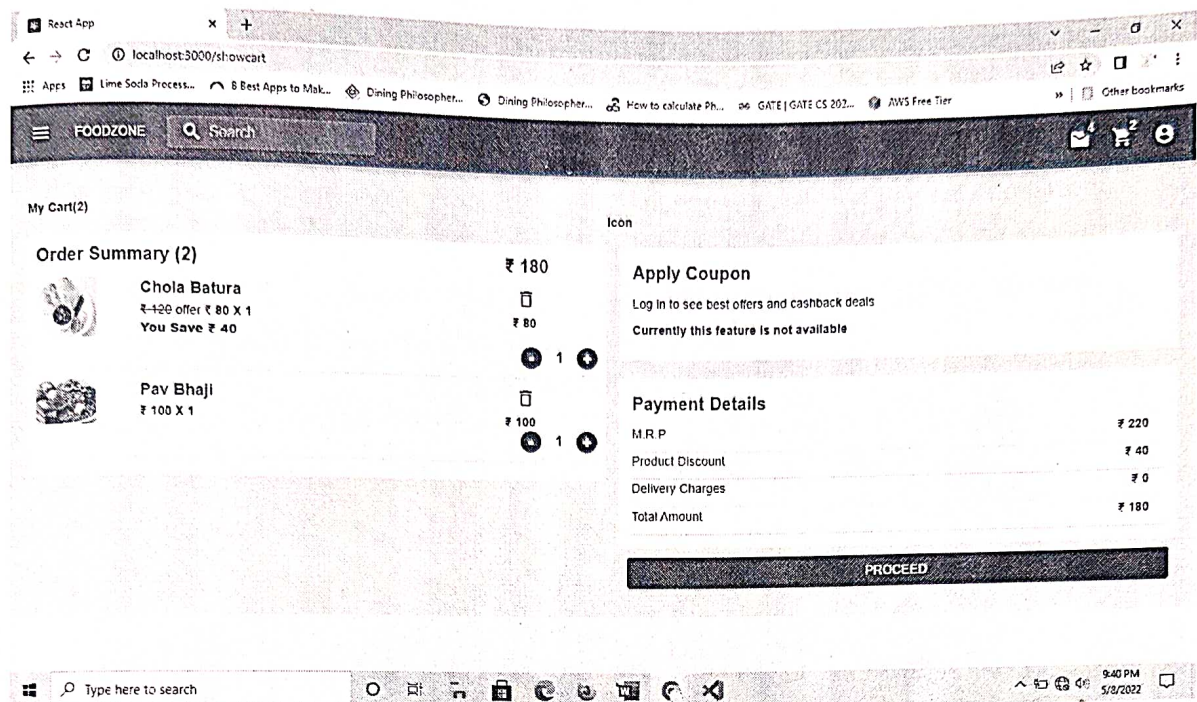 React App
localhost:3000/showcart
Apps Lime Soda Process... 8 Best Apps to Mak... Dining Philosopher... Dining Philosopher... How to calculate Ph... GATE | GATE CS 202... AWS Free Tier » Other bookmarks
FOODZONE Search 4 2
My Cart(2)
Icon
Order Summary (2) ₹ 180
Chola Batura
₹ 120 offer ₹ 80 X 1
You Save ₹ 40
₹ 80
1
Pav Bhaji
₹ 100 X 1
₹ 100
1
Apply Coupon
Log in to see best offers and cashback deals
Currently this feature is not available
Payment Details
M.R.P ₹ 220
Product Discount ₹ 40
Delivery Charges ₹ 0
Total Amount ₹ 180
PROCEED
Type here to search
9:40 PM
5/8/2022